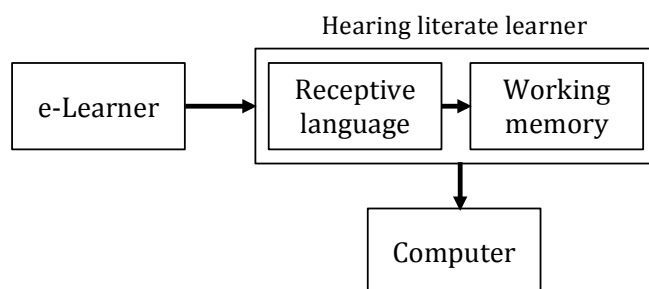 Hearing literate learner
e-Learner
Receptive
language
Working
memory
Computer